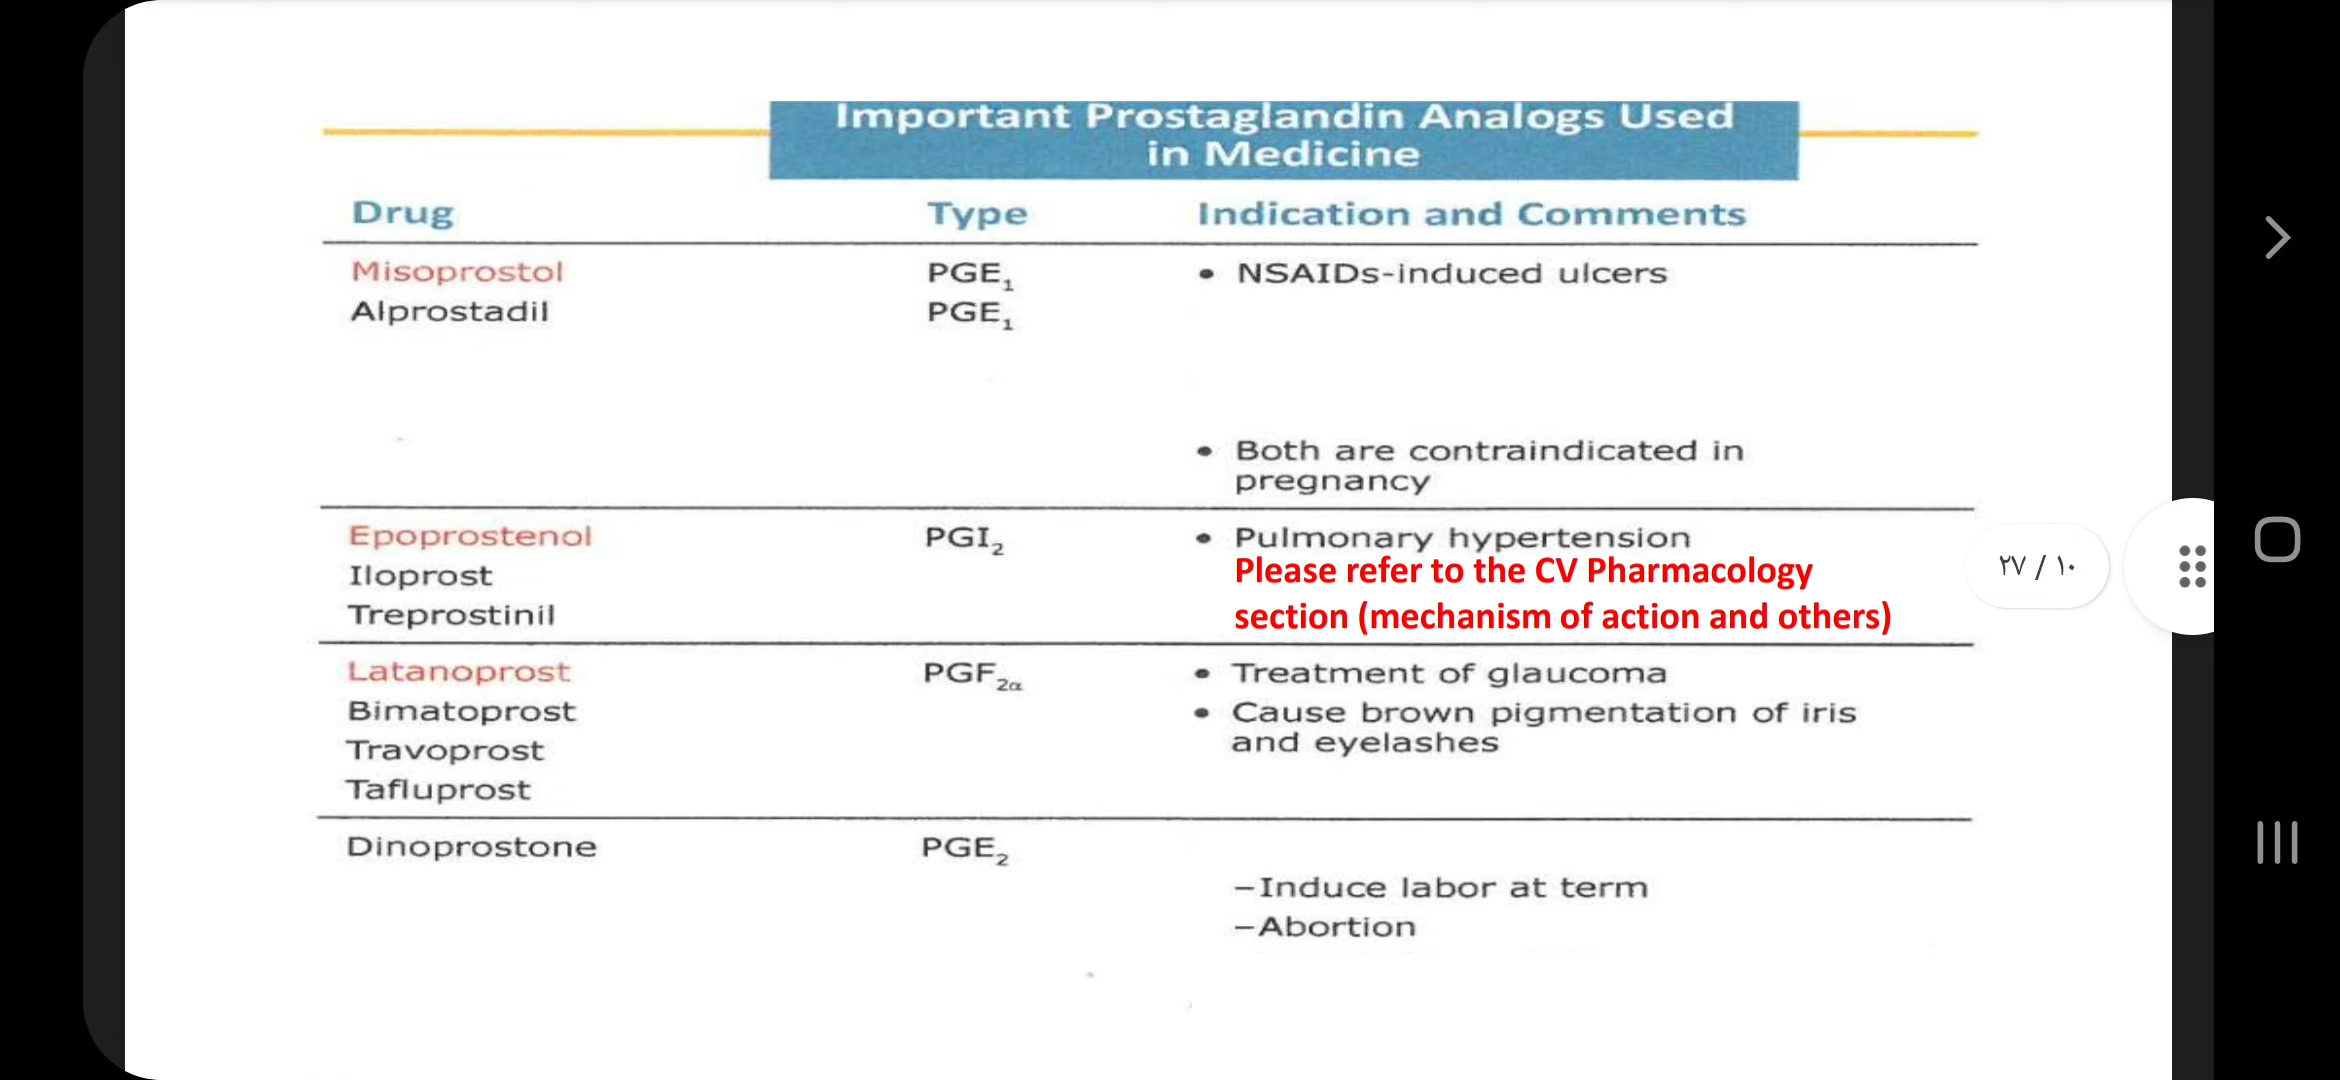 Important Prostaglandin Analogs Used
in Medicine
Drug Type Indication and Comments
Misoprostol PGE₁ • NSAIDs-induced ulcers
Alprostadil PGE₁
• Both are contraindicated in
pregnancy
Epoprostenol PGI₂ • Pulmonary hypertension
Iloprost Please refer to the CV Pharmacology
Treprostinil section (mechanism of action and others)
Latanoprost PGF₂α • Treatment of glaucoma
Bimatoprost • Cause brown pigmentation of iris
Travoprost and eyelashes
Tafluprost
Dinoprostone PGE₂
–Induce labor at term
–Abortion
٢٧ / ١٠